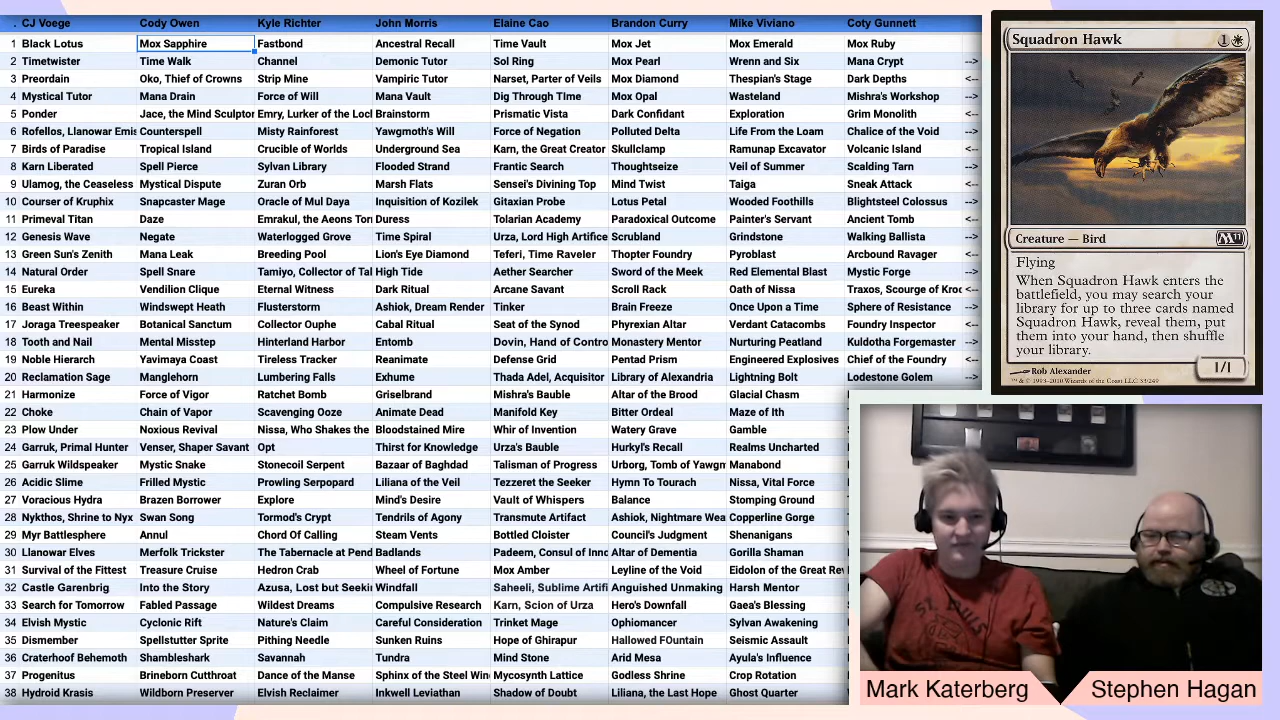 . CJ Voege Cody Owen Kyle Richter John Morris Elaine Cao Brandon Curry Mike Viviano Coty Gunnett
1 Black Lotus Mox Sapphire Fastbond Ancestral Recall Time Vault Mox Jet Mox Emerald Mox Ruby
2 Timetwister Time Walk Channel Demonic Tutor Sol Ring Mox Pearl Wrenn and Six Mana Crypt -->
3 Preordain Oko, Thief of Crowns Strip Mine Vampiric Tutor Narset, Parter of Veils Mox Diamond Thespian's Stage Dark Depths <--
4 Mystical Tutor Mana Drain Force of Will Mana Vault Dig Through TIme Mox Opal Wasteland Mishra's Workshop -->
5 Ponder Jace, the Mind Sculptor Emry, Lurker of the Loc Brainstorm Prismatic Vista Dark Confidant Exploration Grim Monolith <--
6 Rofellos, Llanowar Emis Counterspell Misty Rainforest Yawgmoth's Will Force of Negation Polluted Delta Life From the Loam Chalice of the Void -->
7 Birds of Paradise Tropical Island Crucible of Worlds Underground Sea Karn, the Great Creator Skullclamp Ramunap Excavator Volcanic Island <--
8 Karn Liberated Spell Pierce Sylvan Library Flooded Strand Frantic Search Thoughtseize Veil of Summer Scalding Tarn -->
9 Ulamog, the Ceaseless Mystical Dispute Zuran Orb Marsh Flats Sensei's Divining Top Mind Twist Taiga Sneak Attack <--
10 Courser of Kruphix Snapcaster Mage Oracle of Mul Daya Inquisition of Kozilek Gitaxian Probe Lotus Petal Wooded Foothills Blightsteel Colossus -->
11 Primeval Titan Daze Emrakul, the Aeons Torn Duress Tolarian Academy Paradoxical Outcome Painter's Servant Ancient Tomb <--
12 Genesis Wave Negate Waterlogged Grove Time Spiral Urza, Lord High Artifice Scrubland Grindstone Walking Ballista -->
13 Green Sun's Zenith Mana Leak Breeding Pool Lion's Eye Diamond Teferi, Time Raveler Thopter Foundry Pyroblast Arcbound Ravager <--
14 Natural Order Spell Snare Tamiyo, Collector of Tal High Tide Aether Searcher Sword of the Meek Red Elemental Blast Mystic Forge -->
15 Eureka Vendilion Clique Eternal Witness Dark Ritual Arcane Savant Scroll Rack Oath of Nissa Traxos, Scourge of Kroo <--
16 Beast Within Windswept Heath Flusterstorm Ashiok, Dream Render Tinker Brain Freeze Once Upon a Time Sphere of Resistance -->
17 Joraga Treespeaker Botanical Sanctum Collector Ouphe Cabal Ritual Seat of the Synod Phyrexian Altar Verdant Catacombs Foundry Inspector <--
18 Tooth and Nail Mental Misstep Hinterland Harbor Entomb Dovin, Hand of Contro Monastery Mentor Nurturing Peatland Kuldotha Forgemaster -->
19 Noble Hierarch Yavimaya Coast Tireless Tracker Reanimate Defense Grid Pentad Prism Engineered Explosives Chief of the Foundry <--
20 Reclamation Sage Manglehorn Lumbering Falls Exhume Thada Adel, Acquisitor Library of Alexandria Lightning Bolt Lodestone Golem -->
21 Harmonize Force of Vigor Ratchet Bomb Griselbrand Mishra's Bauble Altar of the Brood Glacial Chasm
22 Choke Chain of Vapor Scavenging Ooze Animate Dead Manifold Key Bitter Ordeal Maze of Ith
23 Plow Under Noxious Revival Nissa, Who Shakes the Bloodstained Mire Whir of Invention Watery Grave Gamble
24 Garruk, Primal Hunter Venser, Shaper Savant Opt Thirst for Knowledge Urza's Bauble Hurkyl's Recall Realms Uncharted
25 Garruk Wildspeaker Mystic Snake Stonecoil Serpent Bazaar of Baghdad Talisman of Progress Urborg, Tomb of Yawgm Manabond
26 Acidic Slime Frilled Mystic Prowling Serpopard Liliana of the Veil Tezzeret the Seeker Hymn To Tourach Nissa, Vital Force
27 Voracious Hydra Brazen Borrower Explore Mind's Desire Vault of Whispers Balance Stomping Ground
28 Nykthos, Shrine to Nyx Swan Song Tormod's Crypt Tendrils of Agony Transmute Artifact Ashiok, Nightmare Wea Copperline Gorge
29 Myr Battlesphere Annul Chord Of Calling Steam Vents Bottled Cloister Council's Judgment Shenanigans
30 Llanowar Elves Merfolk Trickster The Tabernacle at Pend Badlands Padeem, Consul of Inno Altar of Dementia Gorilla Shaman
31 Survival of the Fittest Treasure Cruise Hedron Crab Wheel of Fortune Mox Amber Leyline of the Void Eidolon of the Great Rev
32 Castle Garenbrig Into the Story Azusa, Lost but Seekin Windfall Saheeli, Sublime Artifi Anguished Unmaking Harsh Mentor
33 Search for Tomorrow Fabled Passage Wildest Dreams Compulsive Research Karn, Scion of Urza Hero's Downfall Gaea's Blessing
34 Elvish Mystic Cyclonic Rift Nature's Claim Careful Consideration Trinket Mage Ophiomancer Sylvan Awakening
35 Dismember Spellstutter Sprite Pithing Needle Sunken Ruins Hope of Ghirapur Hallowed FOuntain Seismic Assault
36 Craterhoof Behemoth Shambleshark Savannah Tundra Mind Stone Arid Mesa Ayula's Influence
37 Progenitus Brineborn Cutthroat Dance of the Manse Sphinx of the Steel Win Mycosynth Lattice Godless Shrine Crop Rotation
38 Hydroid Krasis Wildborn Preserver Elvish Reclaimer Inkwell Leviathan Shadow of Doubt Liliana, the Last Hope Ghost Quarter
Squadron Hawk 1
Creature — Bird M11
Flying
When Squadron Hawk enters the
battlefield, you may search your
library for up to three cards named
Squadron Hawk, reveal them, put
them into your hand, then shuffle
your library.
Rob Alexander
™ & © 1993–2010 Wizards of the Coast LLC 33/249
1/1
Mark Katerberg Stephen Hagan